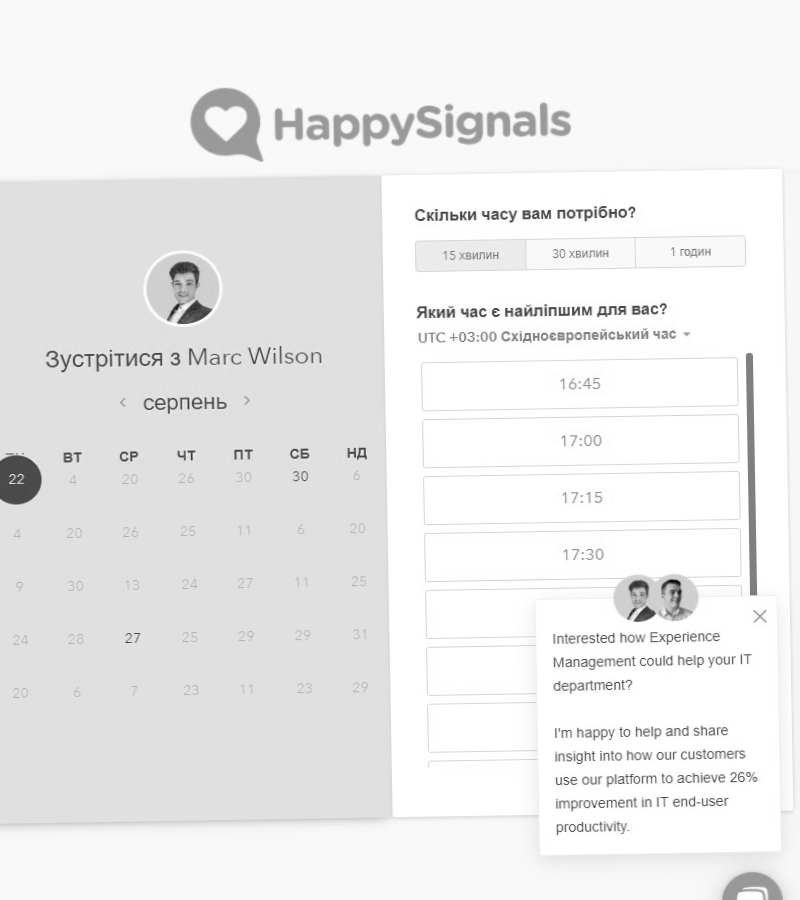 HappySignals
Зустрітися з Marc Wilson
серпень
ВТ СР ЧТ ПТ СБ НД
22 4 20 26 30 30 6
4 20 26 25 11 6 20
9 30 13 24 27 11 25
24 28 27 25 29 29 31
20 6 7 23 11 23 29
Скільки часу вам потрібно?
15 хвилин 30 хвилин 1 годин
Який час є найліпшим для вас?
UTC +03:00 Східноєвропейський час
16:45
17:00
17:15
17:30
Interested how Experience
Management could help your IT
department?
I'm happy to help and share
insight into how our customers
use our platform to achieve 26%
improvement in IT end-user
productivity.